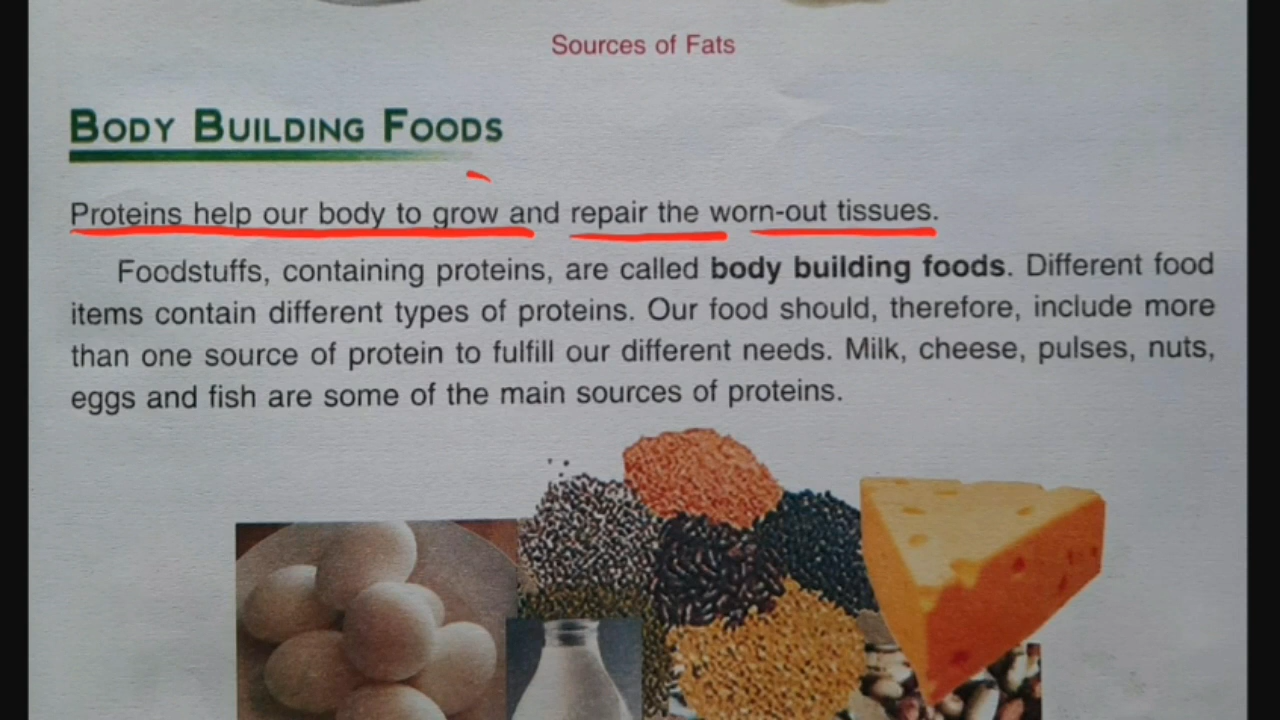 Sources of Fats
BODY BUILDING FOODS
Proteins help our body to grow and repair the worn-out tissues.
Foodstuffs, containing proteins, are called body building foods. Different food
items contain different types of proteins. Our food should, therefore, include more
than one source of protein to fulfill our different needs. Milk, cheese, pulses, nuts,
eggs and fish are some of the main sources of proteins.